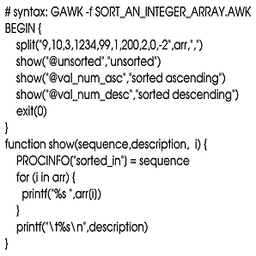 # syntax: GAWK -f SORT_AN_INTEGER_ARRAY.AWK
BEGIN {
split("9,10,3,1234,99,1,200,2,0,-2",arr,",")
show("@unsorted","unsorted")
show("@val_num_asc","sorted ascending")
show("@val_num_desc","sorted descending")
exit(0)
}
function show(sequence,description, i) {
PROCINFO["sorted_in"] = sequence
for (i in arr) {
printf("%s ",arr(i))
}
printf("\t%s\n",description)
}